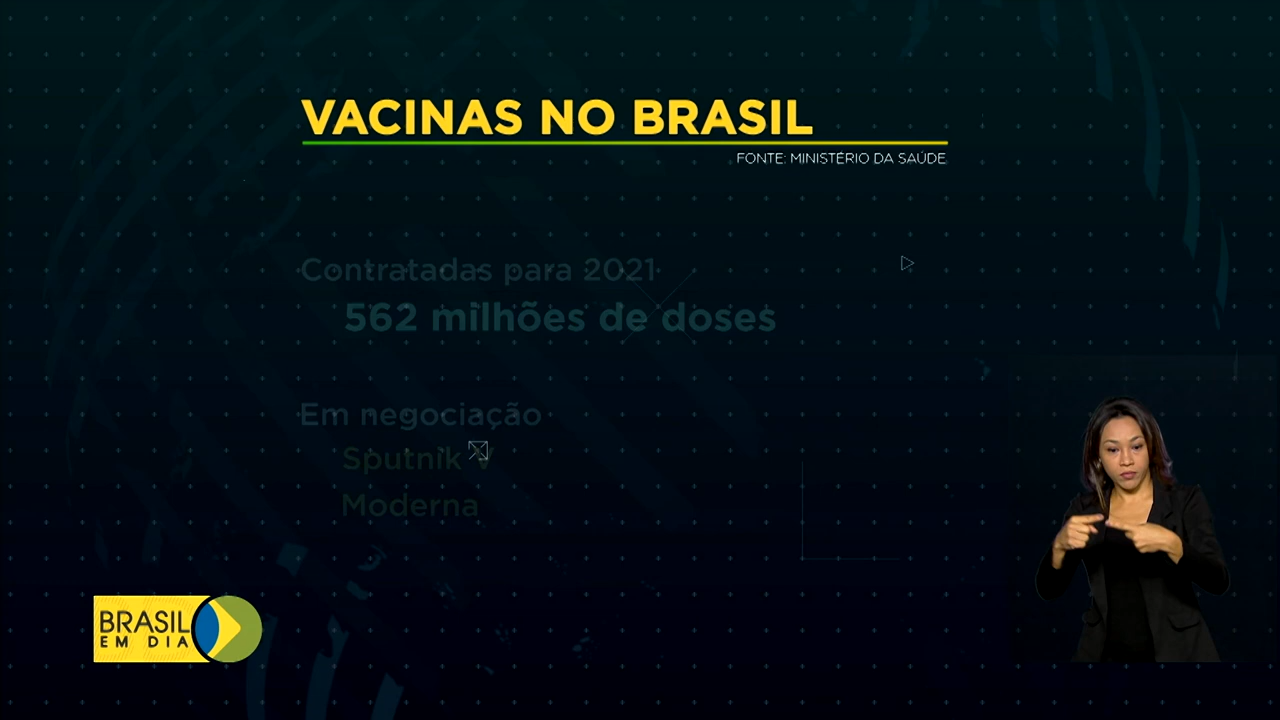 VACINAS NO BRASIL
FONTE: MINISTÉRIO DA SAÚDE
Contratadas para 2021
562 milhões de doses
Em negociação
Sputnik V
Moderna
BRASIL
EM DIA